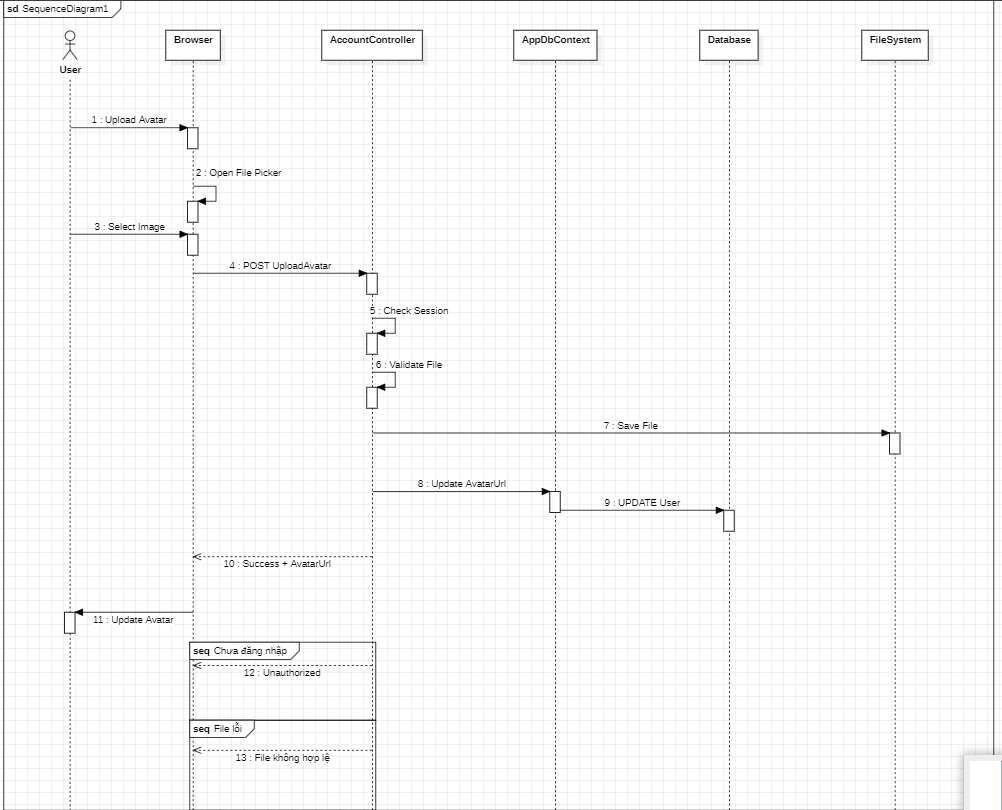 sd SequenceDiagram1
User
Browser
AccountController
AppDbContext
Database
FileSystem
1 : Upload Avatar
2 : Open File Picker
3 : Select Image
4 : POST UploadAvatar
5 : Check Session
6 : Validate File
7 : Save File
8 : Update AvatarUrl
9 : UPDATE User
10 : Success + AvatarUrl
11 : Update Avatar
seq Chưa đăng nhập
12 : Unauthorized
seq File lỗi
13 : File không hợp lệ